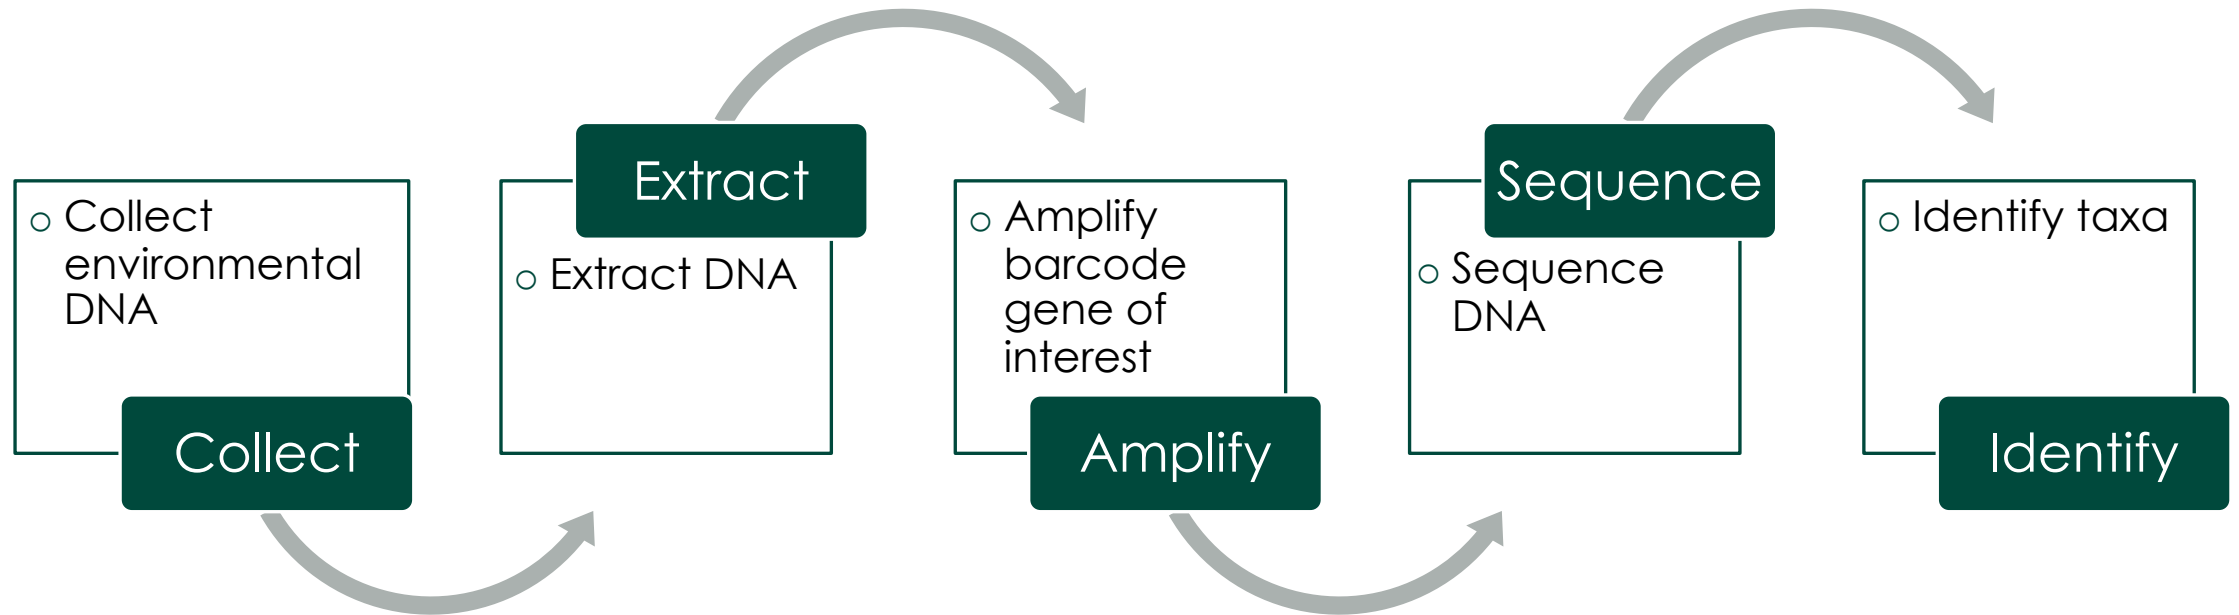 Collect
environmental
DNA
Collect
Extract
Extract DNA
Amplify
barcode
gene of
interest
Amplify
Sequence
Sequence
DNA
Identify taxa
Identify